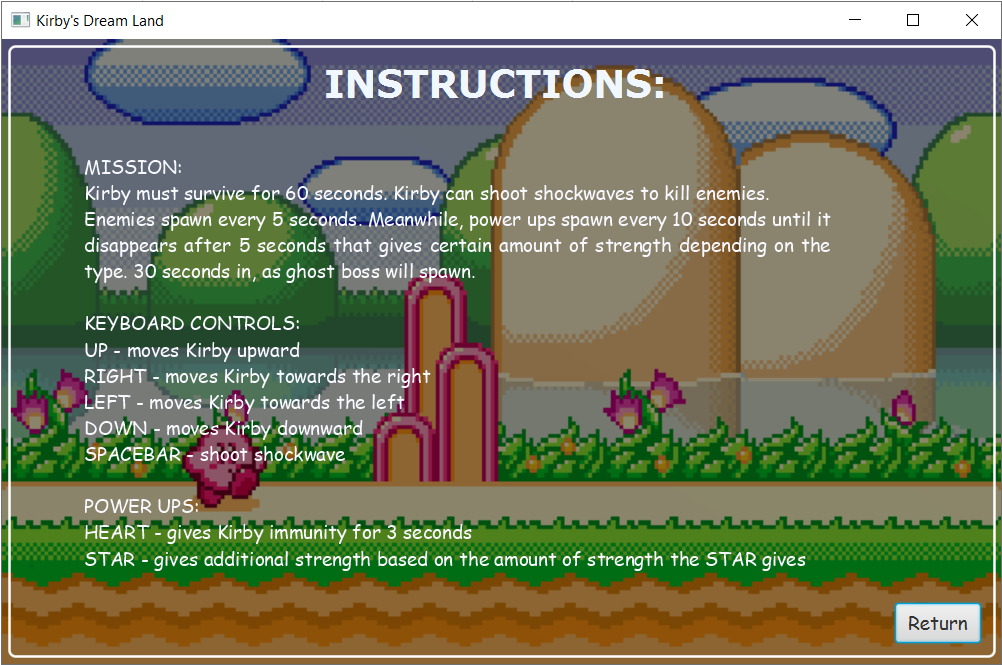 Kirby's Dream Land
INSTRUCTIONS:
MISSION:
Kirby must survive for 60 seconds. Kirby can shoot shockwaves to kill enemies.
Enemies spawn every 5 seconds. Meanwhile, power ups spawn every 10 seconds until it
disappears after 5 seconds that gives certain amount of strength depending on the
type. 30 seconds in, as ghost boss will spawn.
KEYBOARD CONTROLS:
UP - moves Kirby upward
RIGHT - moves Kirby towards the right
LEFT - moves Kirby towards the left
DOWN - moves Kirby downward
SPACEBAR - shoot shockwave
POWER UPS:
HEART - gives Kirby immunity for 3 seconds
STAR - gives additional strength based on the amount of strength the STAR gives
Return